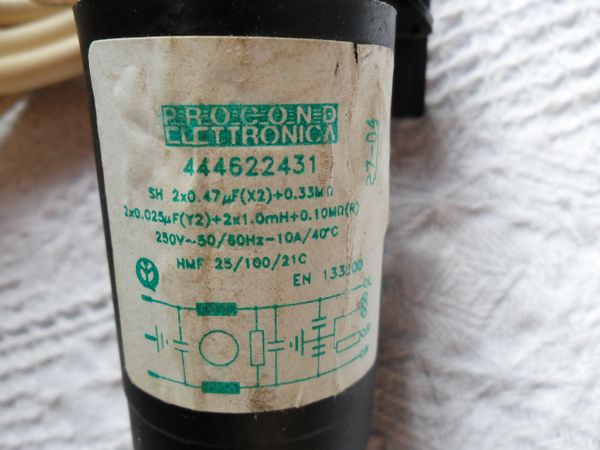 PROCOND
ELETTRONICA
444622431
SH 2x0.47µF(X2)+0.33MΩ
2x0.025µF(Y2)+2x1.0mH+0.10MΩ(R)
250V~50/60Hz-10A/40°C
HMF 25/100/21C
EN 133200
27-04